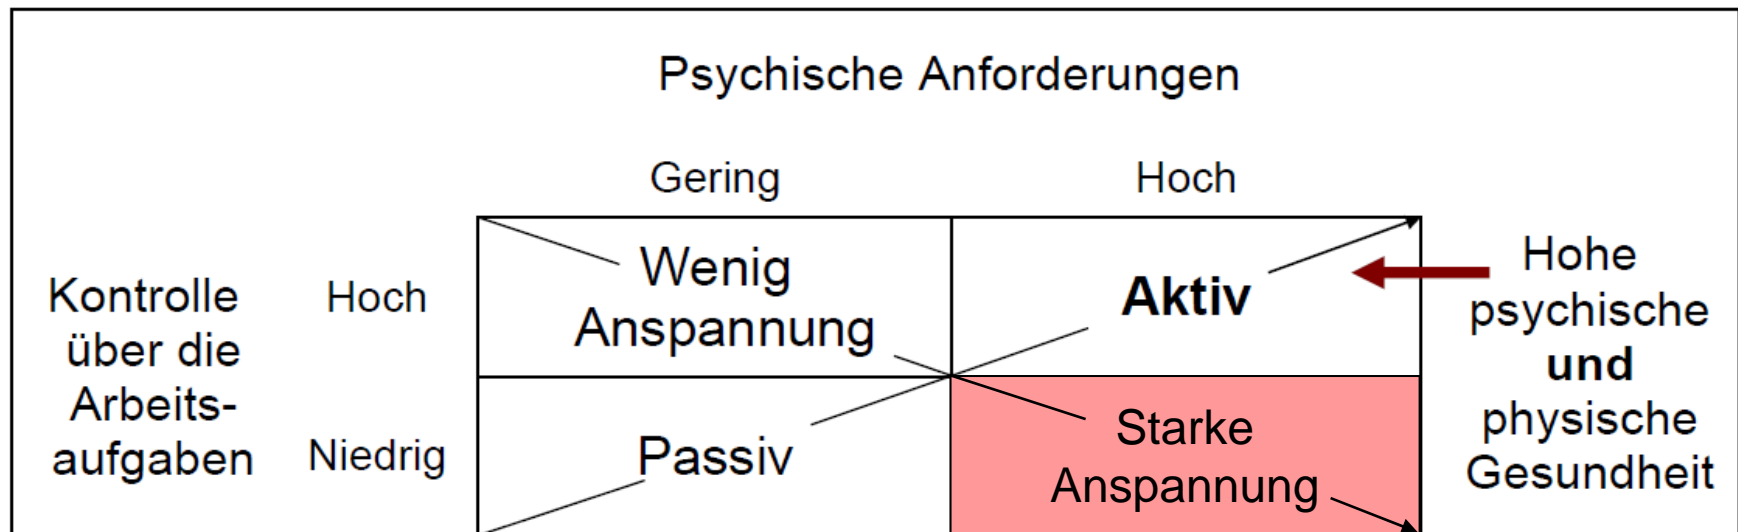 Psychische Anforderungen
Gering
Hoch
Kontrolle
über die
Arbeits-
aufgaben
Hoch
Niedrig
Wenig
Anspannung
Aktiv
Passiv
Starke
Anspannung
Hohe
psychische
und
physische
Gesundheit